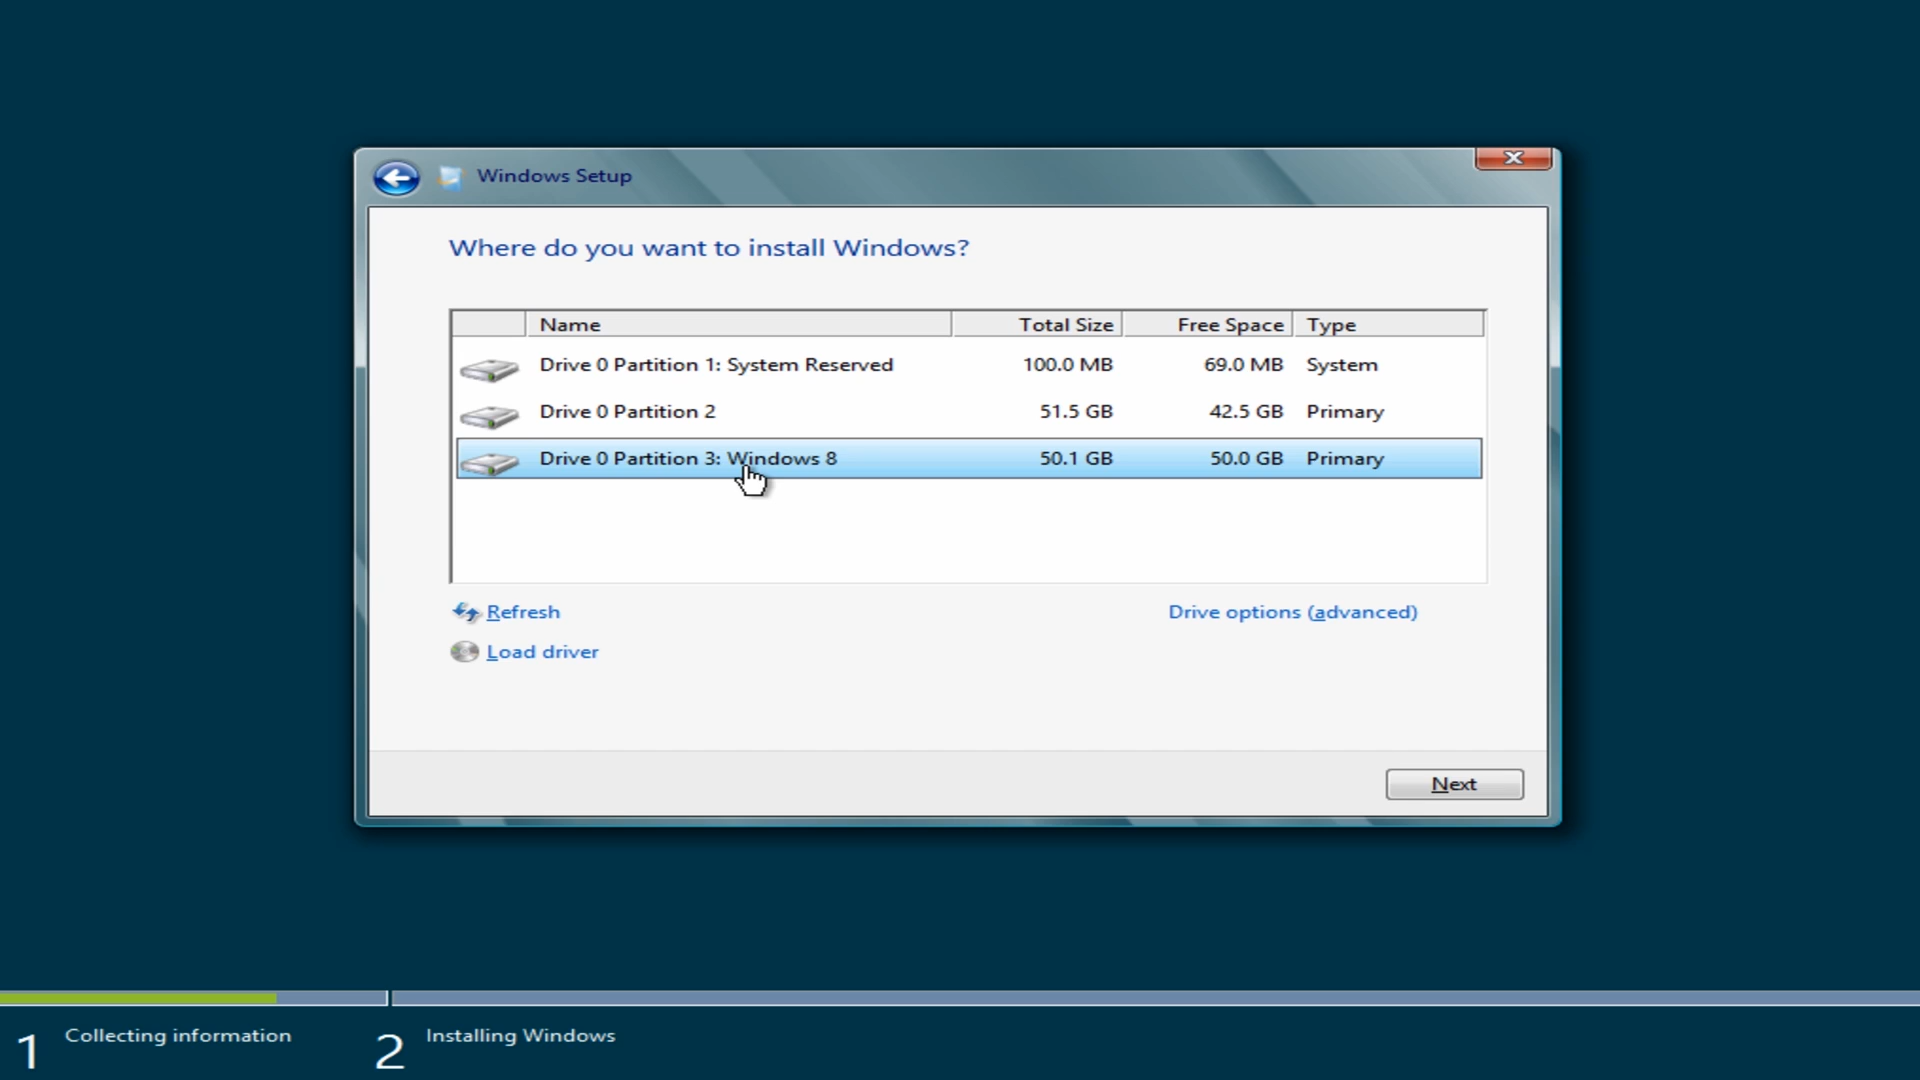 Windows Setup
Where do you want to install Windows?
Name Total Size Free Space Type
Drive 0 Partition 1: System Reserved 100.0 MB 69.0 MB System
Drive 0 Partition 2 51.5 GB 42.5 GB Primary
Drive 0 Partition 3: Windows 8 50.1 GB 50.0 GB Primary
Refresh Drive options (advanced)
Load driver
Next
1 Collecting information 2 Installing Windows